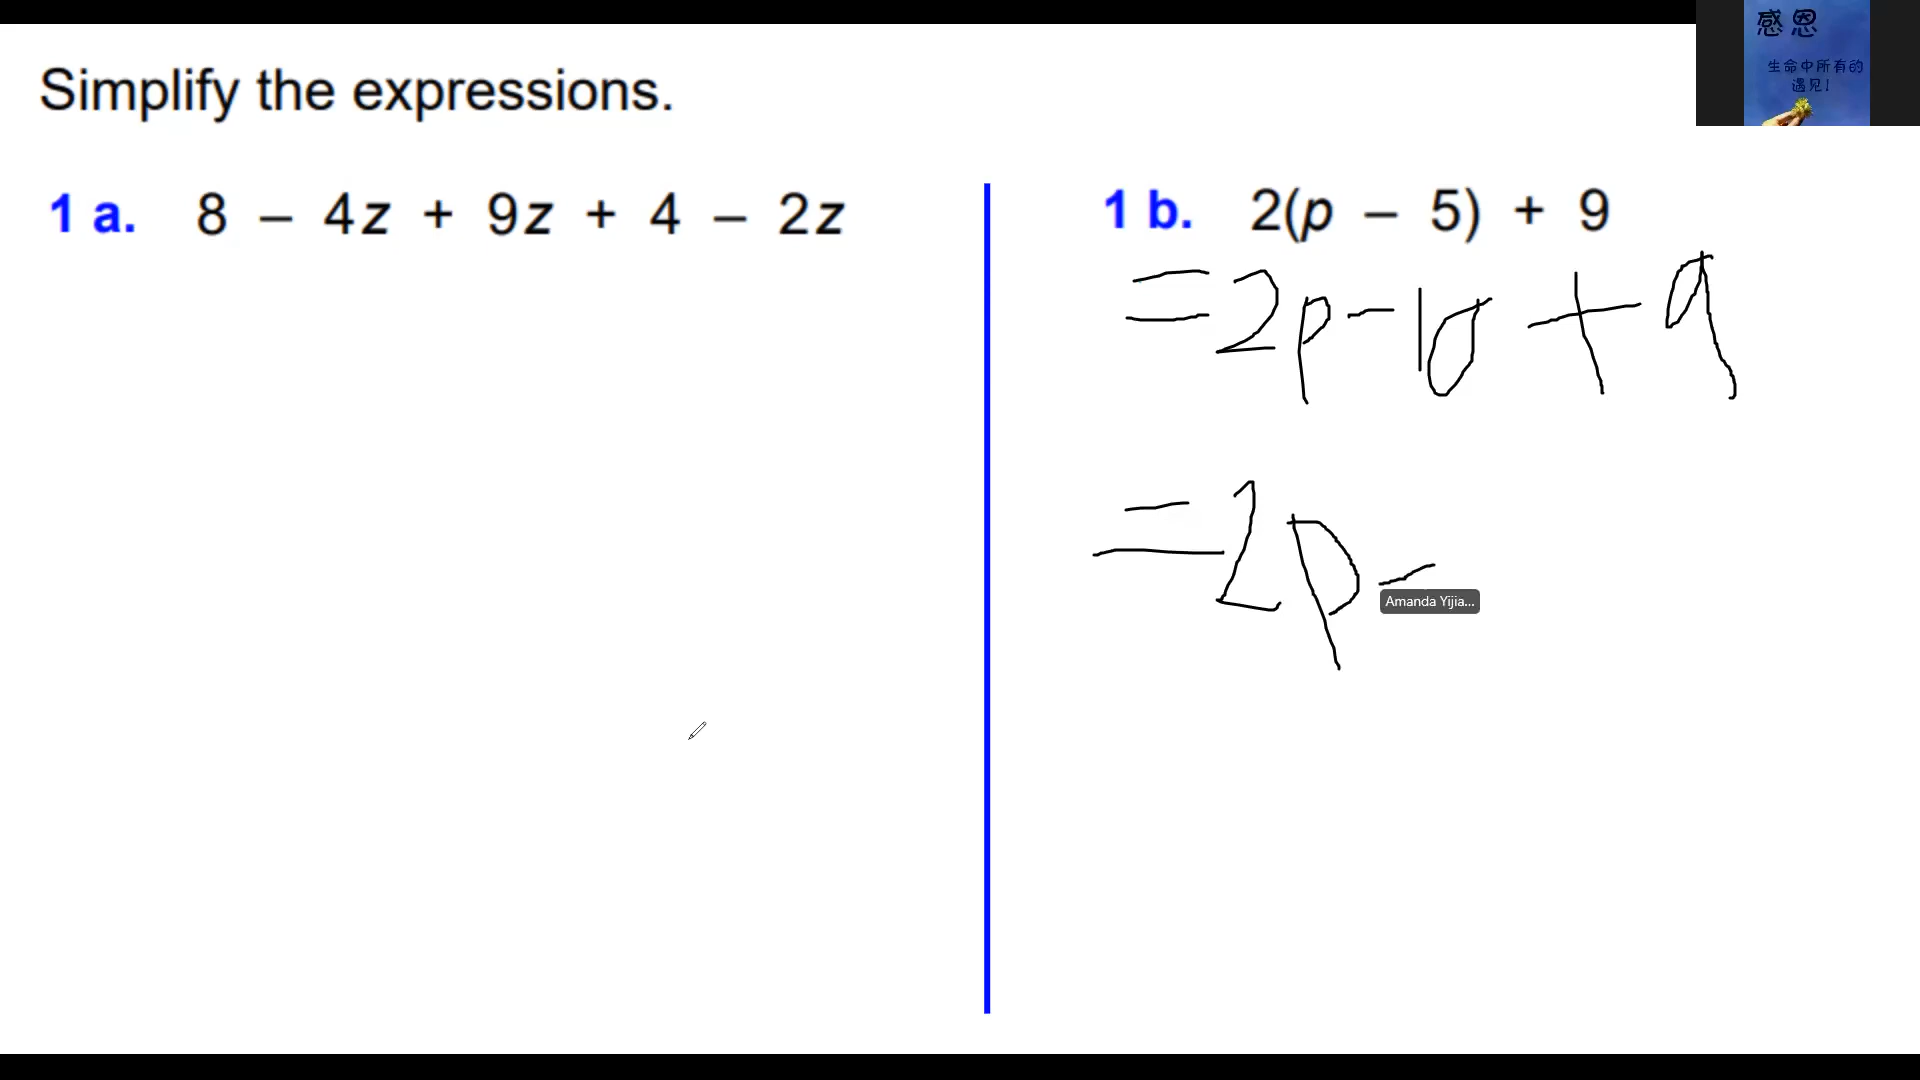 感恩
生命中所有的
遇见!
Simplify the expressions.
1 a. 8 – 4z + 9z + 4 – 2z
1 b. 2(p – 5) + 9
=2p-10+9
=2p-
Amanda Yijia...